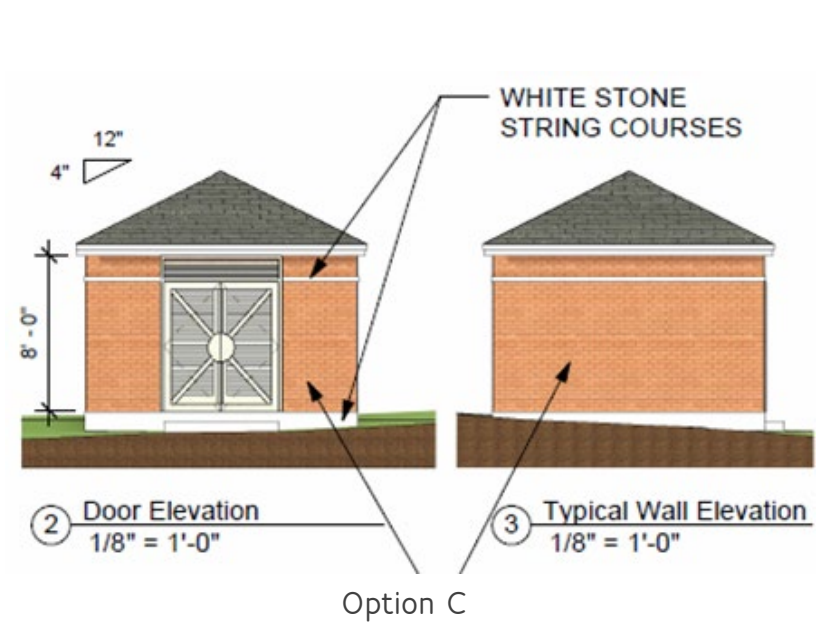 WHITE STONE
STRING COURSES
12"
4"
8' - 0"
2 Door Elevation
1/8" = 1'-0"
3 Typical Wall Elevation
1/8" = 1'-0"
Option C